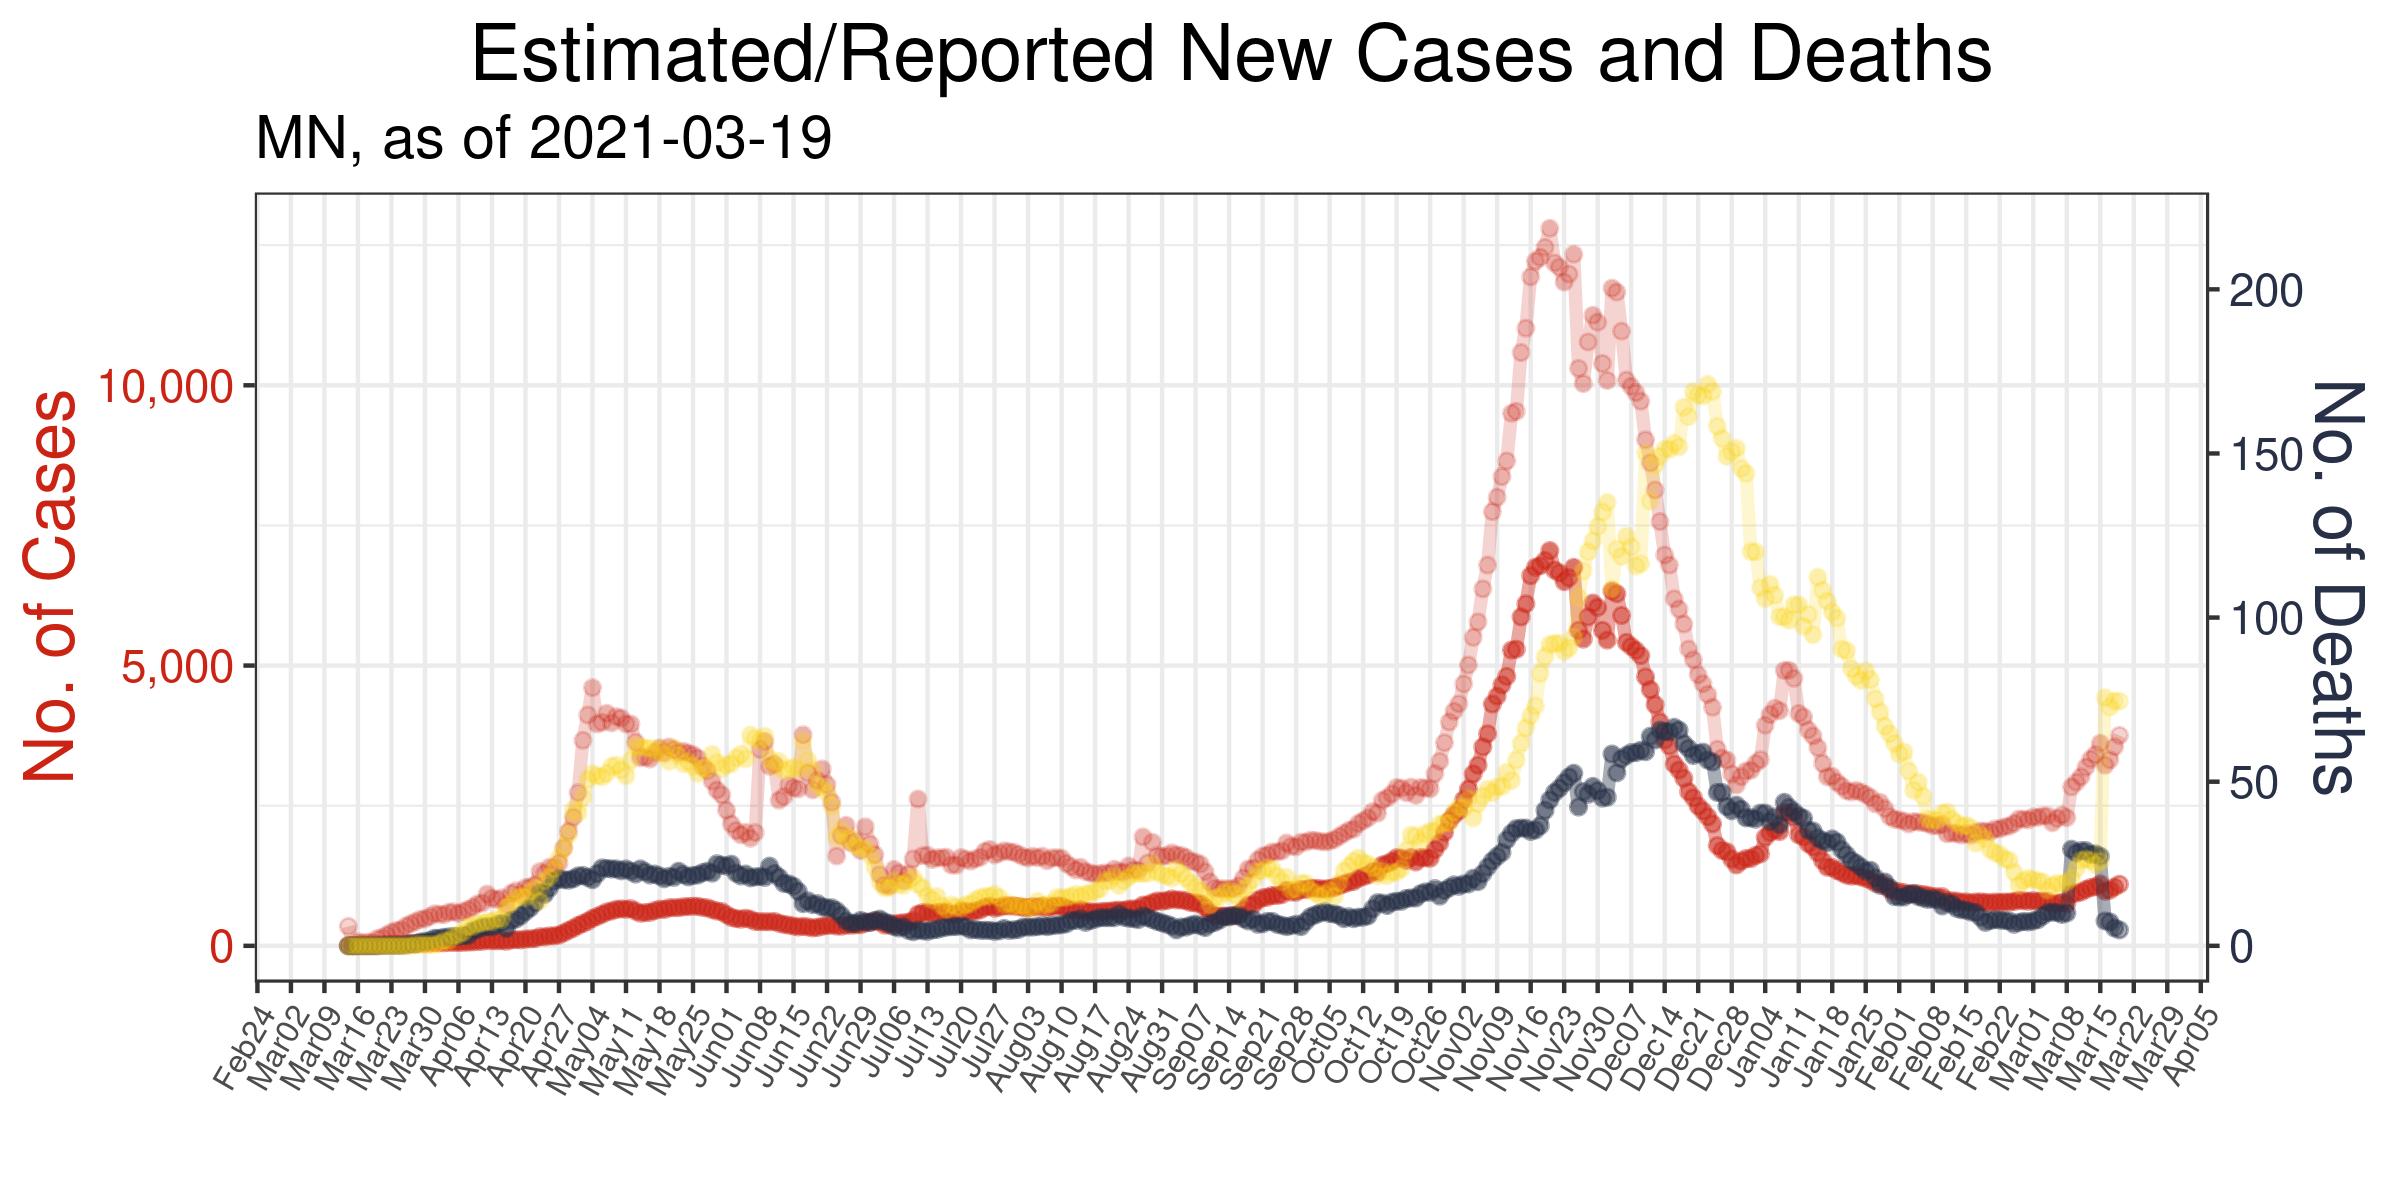 Estimated/Reported New Cases and Deaths
MN, as of 2021-03-19
No. of Cases
10,000
5,000
0
200
150
100
50
0
No. of Deaths
Feb24
Mar02
Mar09
Mar16
Mar23
Mar30
Apr06
Apr13
Apr20
Apr27
May04
May11
May18
May25
Jun01
Jun08
Jun15
Jun22
Jun29
Jul06
Jul13
Jul20
Jul27
Aug03
Aug10
Aug17
Aug24
Aug31
Sep07
Sep14
Sep21
Sep28
Oct05
Oct12
Oct19
Oct26
Nov02
Nov09
Nov16
Nov23
Nov30
Dec07
Dec14
Dec21
Dec28
Dec04
Jan11
Jan18
Jan25
Feb01
Feb08
Feb15
Feb22
Mar01
Mar08
Mar15
Mar22
Mar29
Apr05